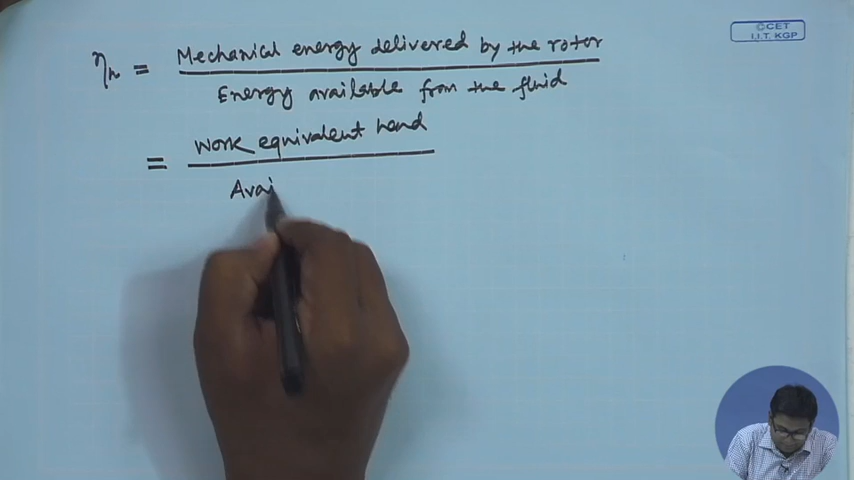 ©CET
I.I.T. KGP
ηh = Mechanical energy delivered by the rotor
Energy available from the fluid
= Work equivalent head
Avai